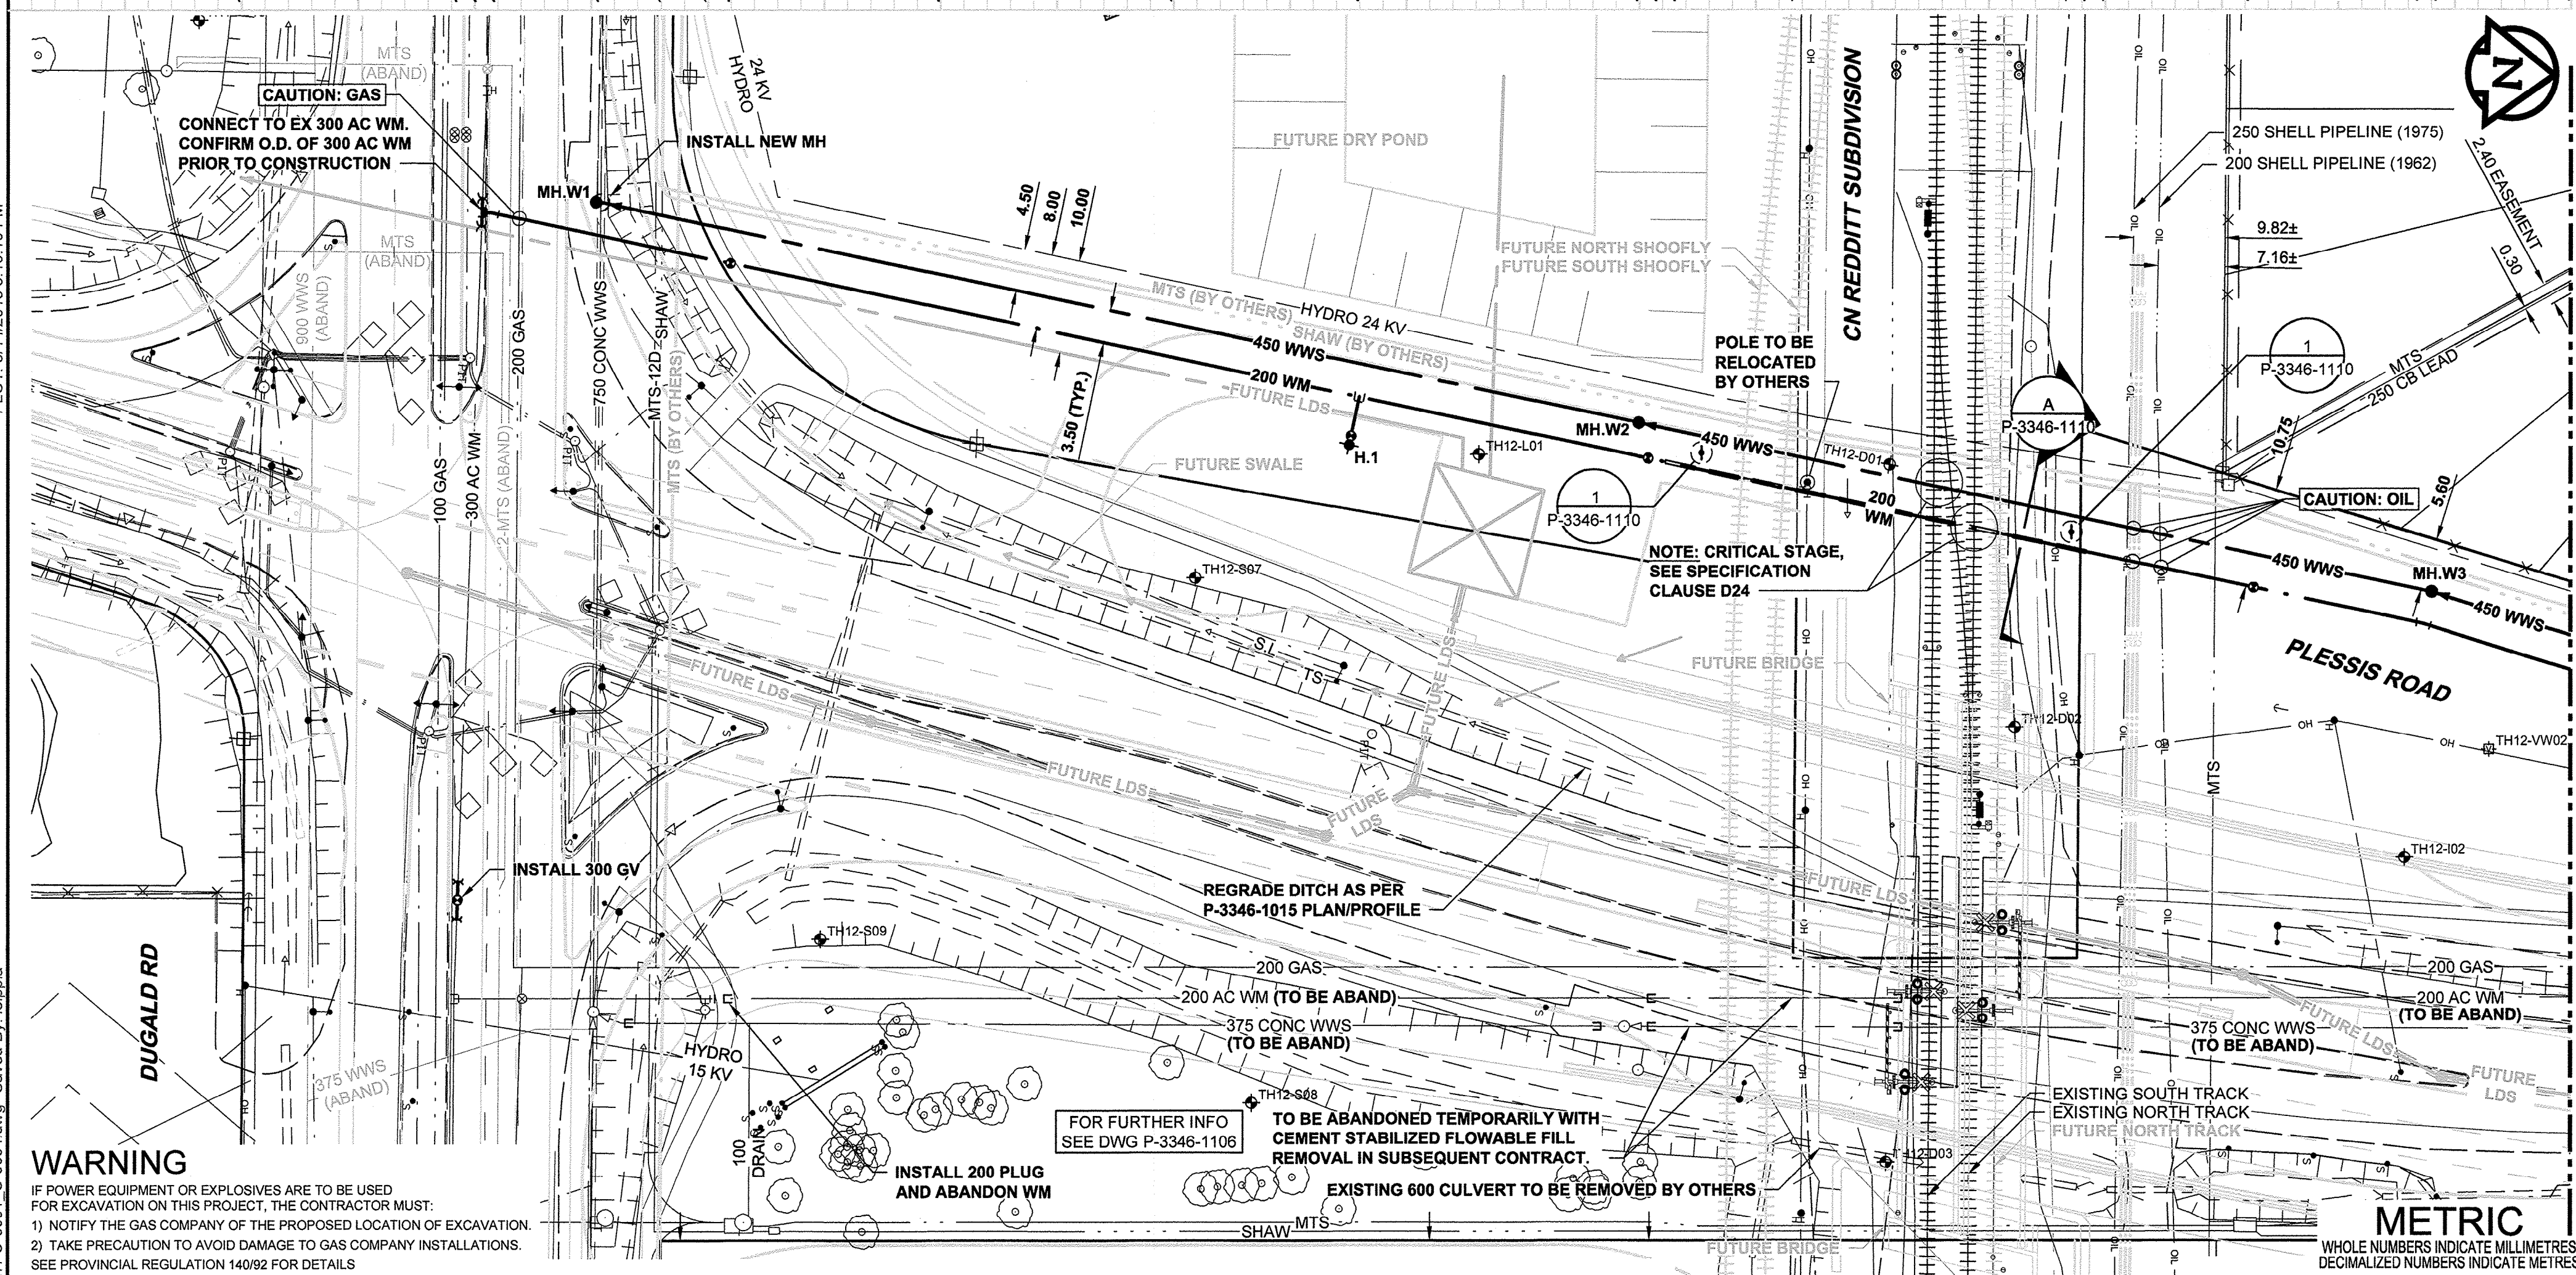 MTS
(ABAND)
24 KV
HYDRO
CAUTION: GAS
CONNECT TO EX 300 AC WM.
CONFIRM O.D. OF 300 AC WM
PRIOR TO CONSTRUCTION
INSTALL NEW MH
MH.W1
MTS
(ABAND)
900 WWS
(ABAND)
4.50
8.00
10.00
FUTURE DRY POND
FUTURE NORTH SHOOFLY
FUTURE SOUTH SHOOFLY
CN REDDITT SUBDIVISION
N
250 SHELL PIPELINE (1975)
200 SHELL PIPELINE (1962)
2.40 EASEMENT
0.30
9.82±
7.16±
MTS (BY OTHERS)
HYDRO 24 KV
SHAW (BY OTHERS)
450 WWS
200 WM
FUTURE LDS
3.50 (TYP.)
POLE TO BE
RELOCATED
BY OTHERS
1
P-3346-1110
A
P-3346-1110
MTS
250 CB LEAD
10.75
5.60
CAUTION: OIL
100 GAS
300 AC WM
2-MTS (ABAND)
200 GAS
750 CONC WWS
MTS-12D-SHAW
MTS (BY OTHERS)
PIT
PIT
PIT
H.1
TH12-L01
MH.W2
450 WWS
TH12-D01
200
WM
1
P-3346-1110
FUTURE SWALE
NOTE: CRITICAL STAGE,
SEE SPECIFICATION
CLAUSE D24
450 WWS
MH.W3
450 WWS
PLESSIS ROAD
TH12-S07
S.L.
TS
FUTURE LDS
FUTURE LDS
FUTURE BRIDGE
TH12-D02
TH12-VW02
PIT
PIT
MTS
FUTURE LDS
FUTURE
LDS
FUTURE LDS
TH12-I02
INSTALL 300 GV
REGRADE DITCH AS PER
P-3346-1015 PLAN/PROFILE
TH12-S09
DUGALD RD
200 GAS
200 AC WM (TO BE ABAND)
375 CONC WWS
(TO BE ABAND)
200 GAS
200 AC WM
(TO BE ABAND)
375 CONC WWS
(TO BE ABAND)
FUTURE LDS
FUTURE
LDS
HYDRO
15 KV
375 WWS
(ABAND)
100
DRAIN
TH12-S08
FOR FURTHER INFO
SEE DWG P-3346-1106
TO BE ABANDONED TEMPORARILY WITH
CEMENT STABILIZED FLOWABLE FILL
REMOVAL IN SUBSEQUENT CONTRACT.
TH12-D03
EXISTING SOUTH TRACK
EXISTING NORTH TRACK
FUTURE NORTH TRACK
INSTALL 200 PLUG
AND ABANDON WM
EXISTING 600 CULVERT TO BE REMOVED BY OTHERS
SHAW
MTS
FUTURE BRIDGE
WARNING
IF POWER EQUIPMENT OR EXPLOSIVES ARE TO BE USED
FOR EXCAVATION ON THIS PROJECT, THE CONTRACTOR MUST:
1) NOTIFY THE GAS COMPANY OF THE PROPOSED LOCATION OF EXCAVATION.
2) TAKE PRECAUTION TO AVOID DAMAGE TO GAS COMPANY INSTALLATIONS.
SEE PROVINCIAL REGULATION 140/92 FOR DETAILS
METRIC
WHOLE NUMBERS INDICATE MILLIMETRES
DECIMALIZED NUMBERS INDICATE METRES